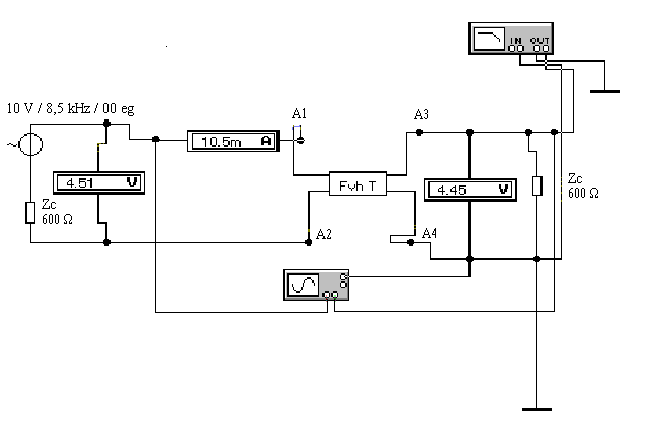 IN OUT
10 V / 8,5 kHz / 00 eg
A1
A3
10.5m A
4.51 V
Fvh T
4.45 V
Zc
600 Ω
Zc
600 Ω
A2
A4